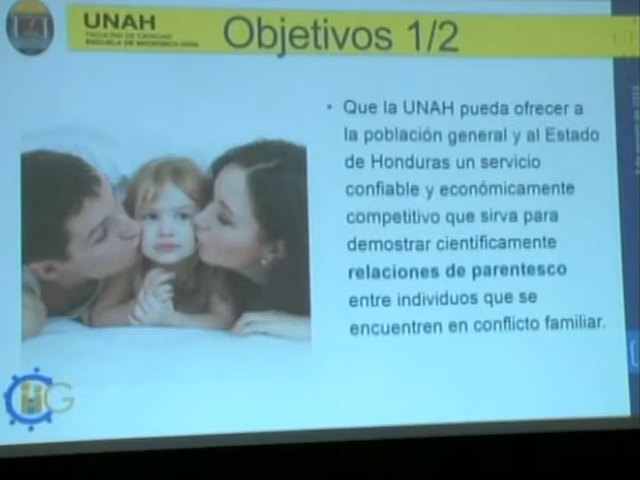 UNAH
FACULTAD DE CIENCIAS
ESCUELA DE MICROBIOLOGÍA
Objetivos 1/2
• Que la UNAH pueda ofrecer a
la población general y al Estado
de Honduras un servicio
confiable y económicamente
competitivo que sirva para
demostrar científicamente
relaciones de parentesco
entre individuos que se
encuentren en conflicto familiar.